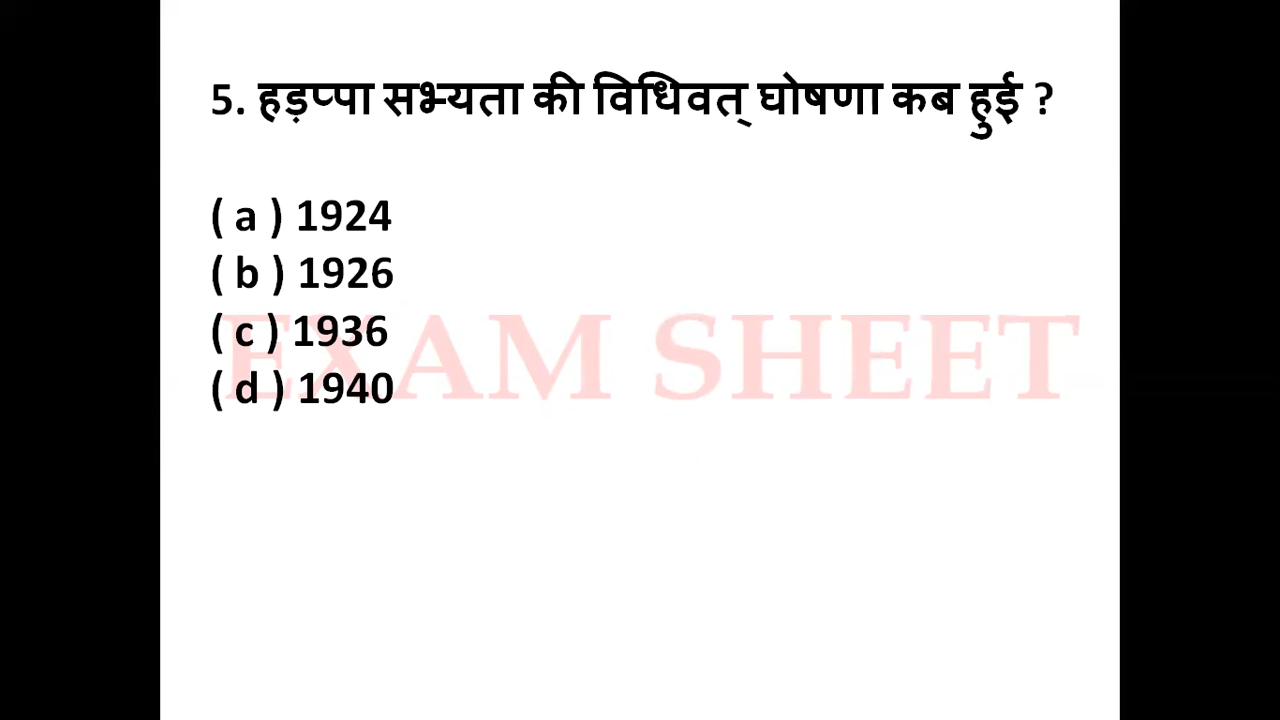 5. हड़प्पा सभ्यता की विधिवत् घोषणा कब हुई ?
( a ) 1924
( b ) 1926
( c ) 1936
( d ) 1940
EXAM SHEET